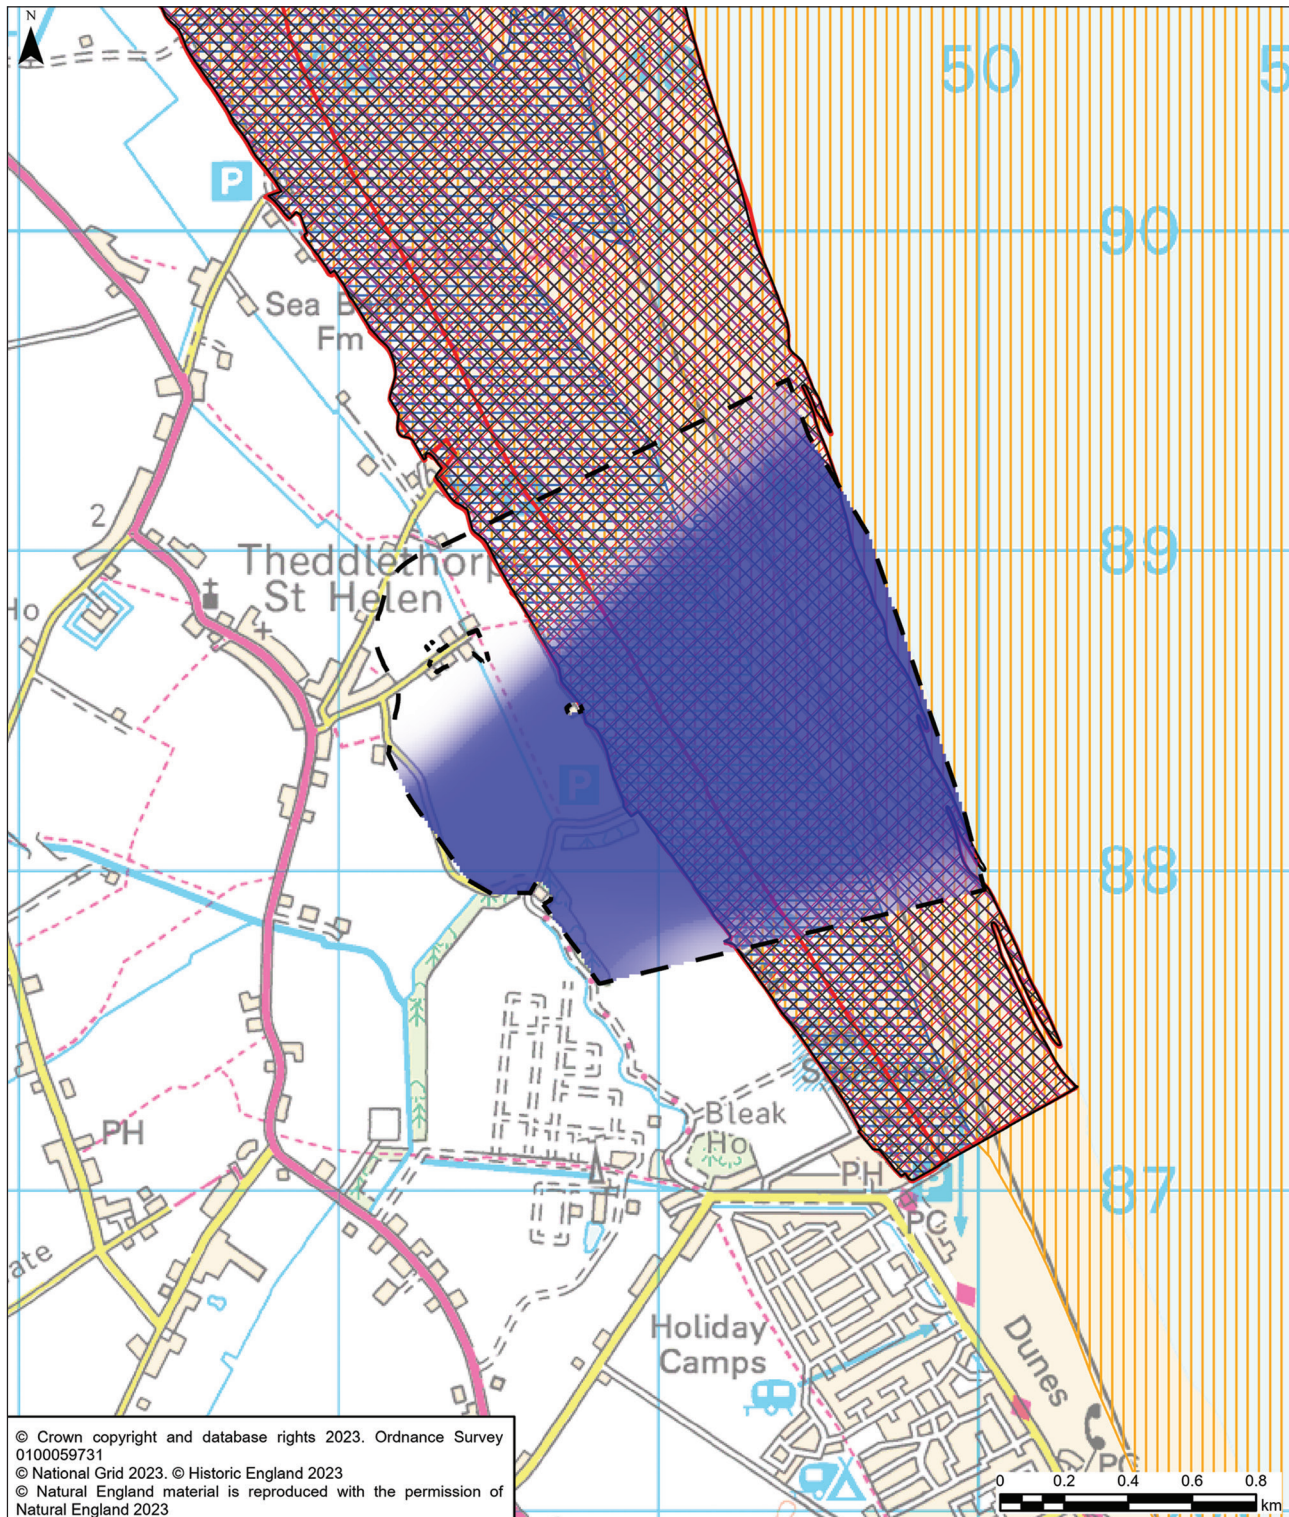 N
50
5
P
90
Sea B
Fm
2
89
Theddlethorp
St Helen
Ho
P
88
S
Bleak
Ho
PH
PH
87
PC
ate
Holiday
Camps
Dunes
PC
© Crown copyright and database rights 2023. Ordnance Survey
0100059731
© National Grid 2023. © Historic England 2023
© Natural England material is reproduced with the permission of
Natural England 2023
0 0.2 0.4 0.6 0.8
km